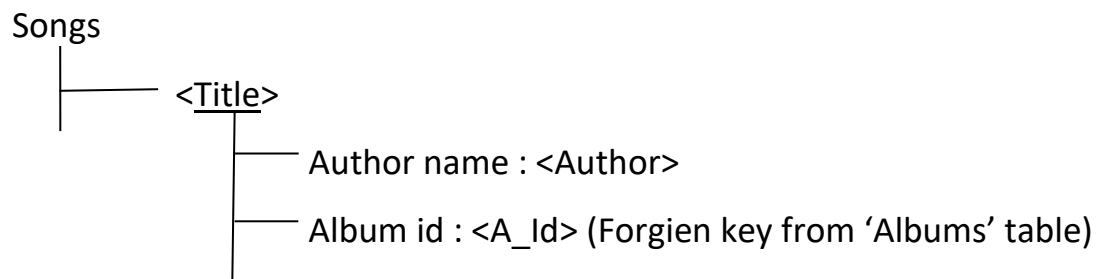 Songs
<Title>
Author name : <Author>
Album id : <A_Id> (Forgien key from ‘Albums’ table)